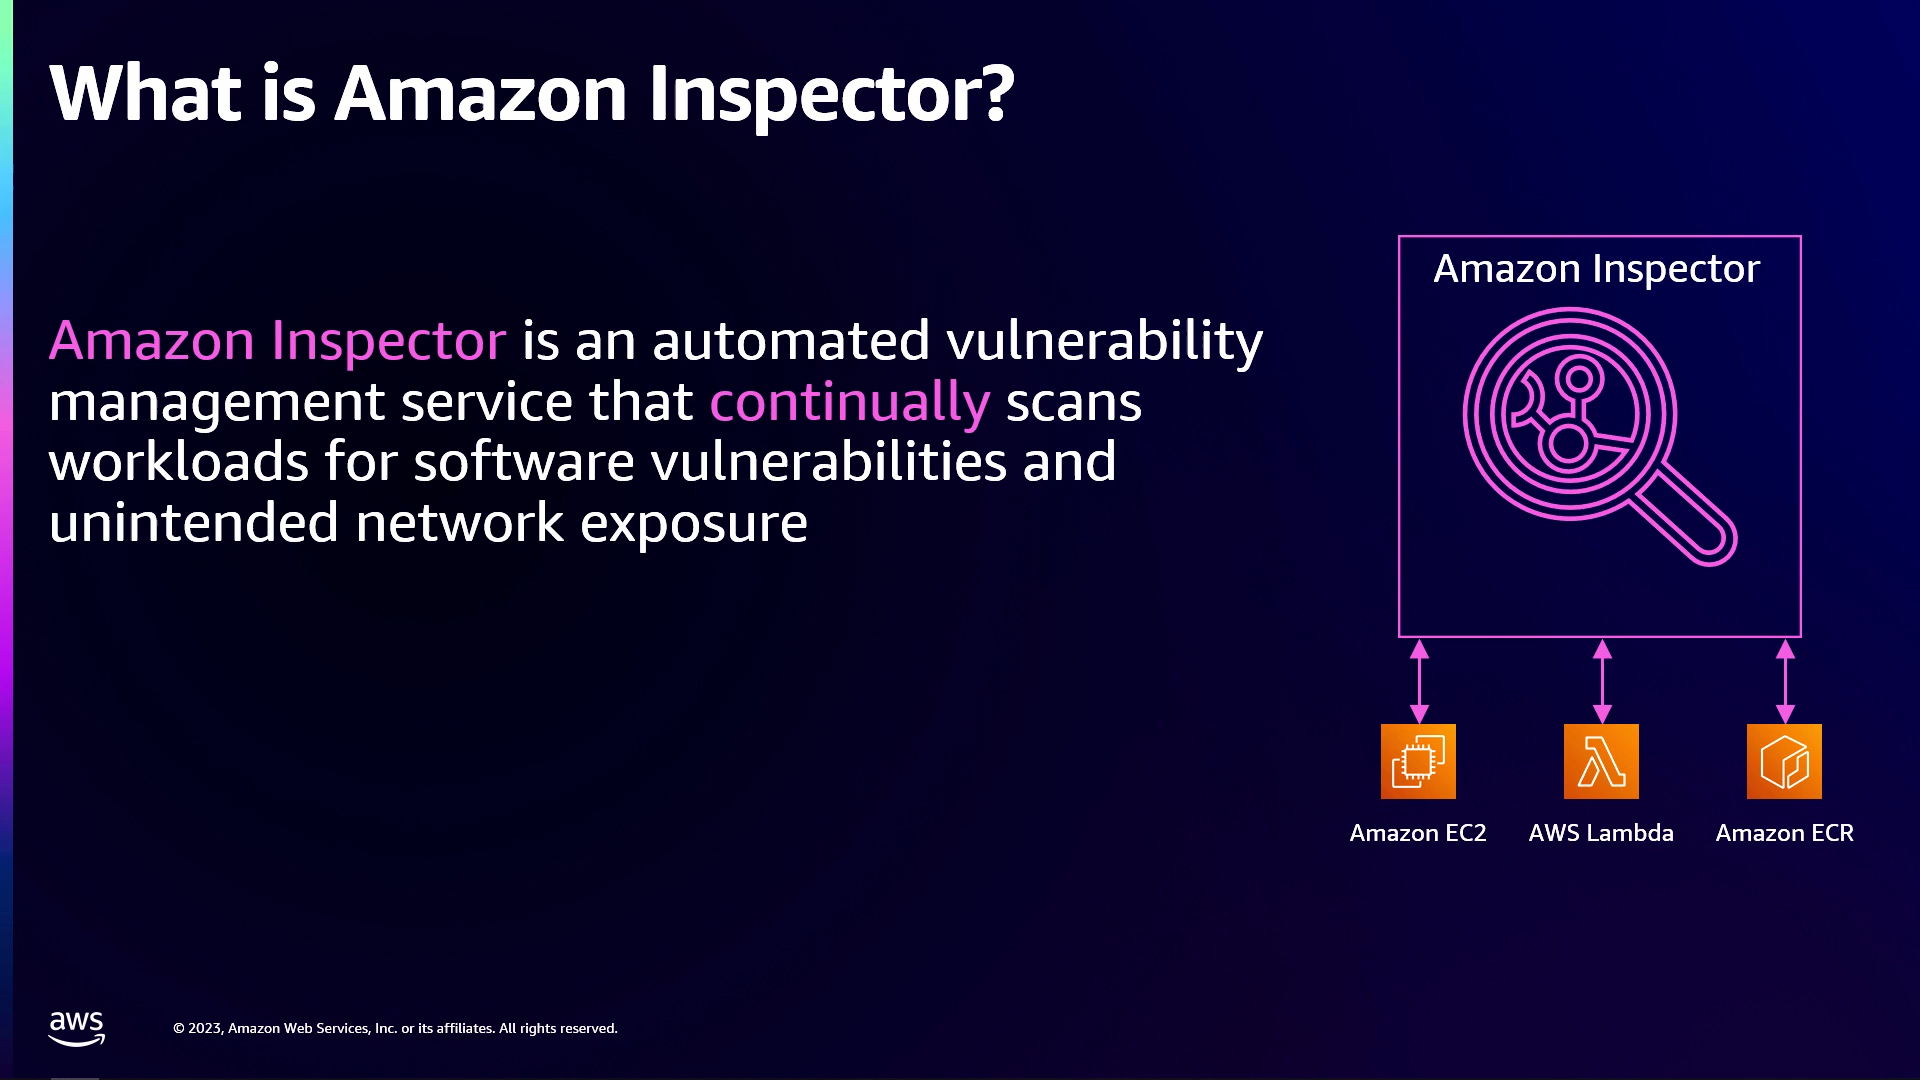 What is Amazon Inspector?
Amazon Inspector is an automated vulnerability
management service that continually scans
workloads for software vulnerabilities and
unintended network exposure
Amazon Inspector
Amazon EC2
AWS Lambda
Amazon ECR
aws
© 2023, Amazon Web Services, Inc. or its affiliates. All rights reserved.